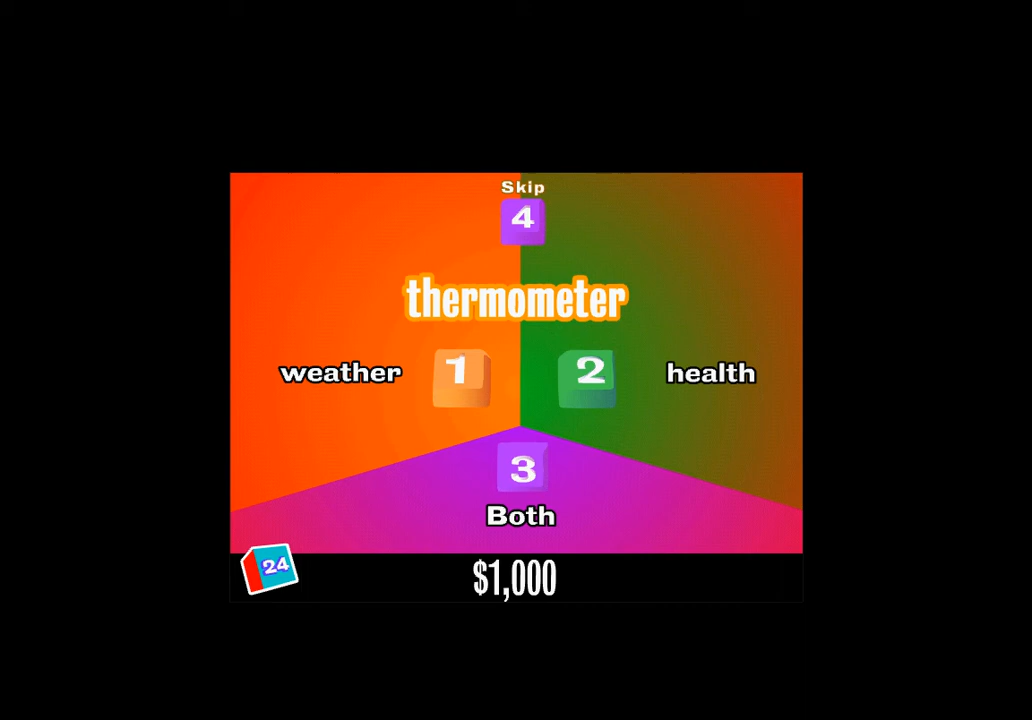 Skip
4
thermometer
weather 1 2 health
3
Both
24 $1,000